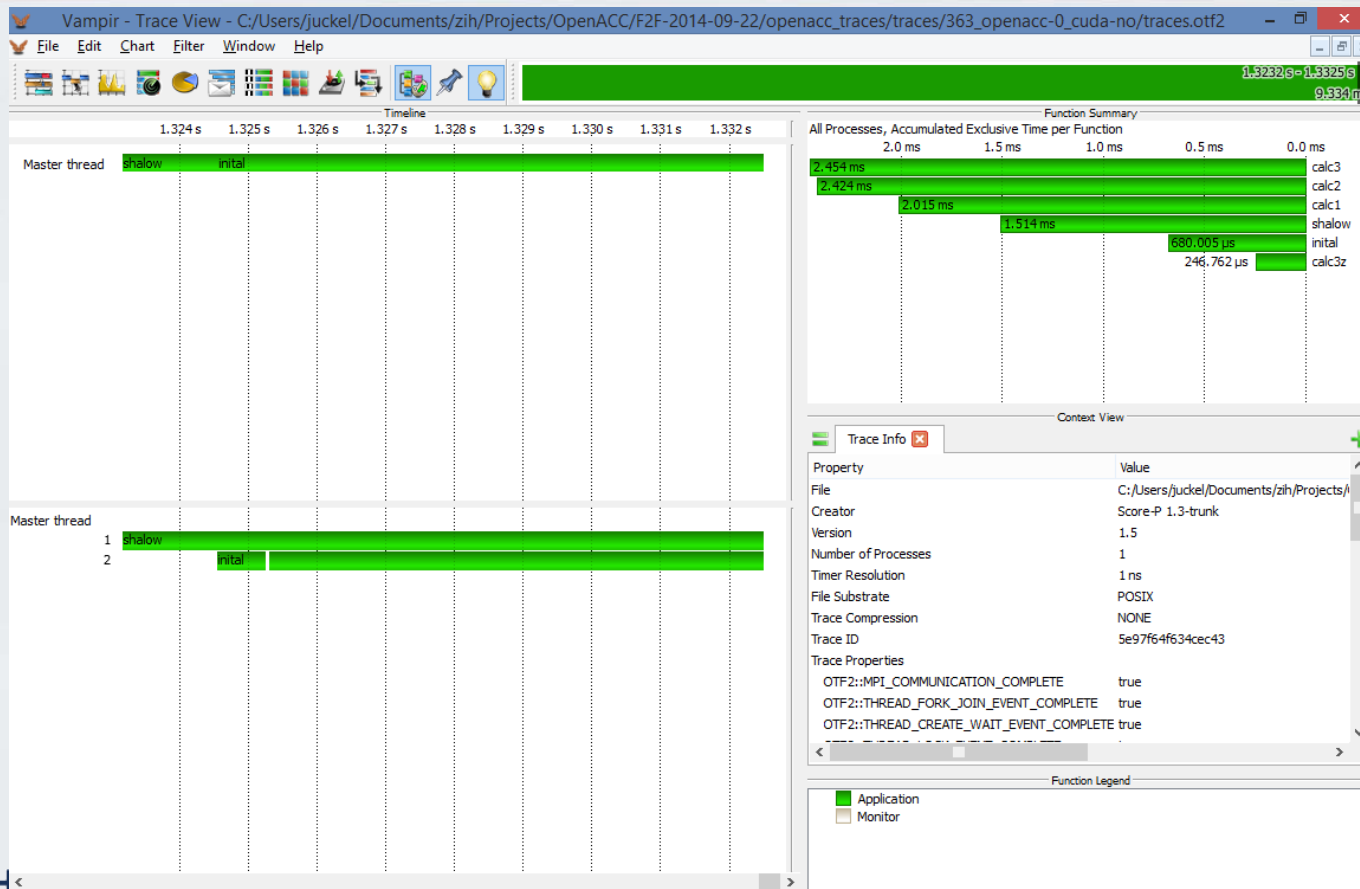 Vampir - Trace View - C:/Users/juckel/Documents/zih/Projects/OpenACC/F2F-2014-09-22/openacc_traces/traces/363_openacc-0_cuda-no/traces.otf2
File Edit Chart Filter Window Help
1.3232 s - 1.3325 s
9.334 m
Timeline
1.324 s 1.325 s 1.326 s 1.327 s 1.328 s 1.329 s 1.330 s 1.331 s 1.332 s
Master thread shalow inital
Master thread
1 shalow
2 inital
Function Summary
All Processes, Accumulated Exclusive Time per Function
2.0 ms 1.5 ms 1.0 ms 0.5 ms 0.0 ms
2.454 ms calc3
2.424 ms calc2
2.015 ms calc1
1.514 ms shalow
680.005 µs inital
246.762 µs calc3z
Context View
Trace Info
Property Value
File C:/Users/juckel/Documents/zih/Projects/
Creator Score-P 1.3-trunk
Version 1.5
Number of Processes 1
Timer Resolution 1 ns
File Substrate POSIX
Trace Compression NONE
Trace ID 5e97f64f634cec43
Trace Properties
OTF2::MPI_COMMUNICATION_COMPLETE true
OTF2::THREAD_FORK_JOIN_EVENT_COMPLETE true
OTF2::THREAD_CREATE_WAIT_EVENT_COMPLETE true
Function Legend
Application
Monitor